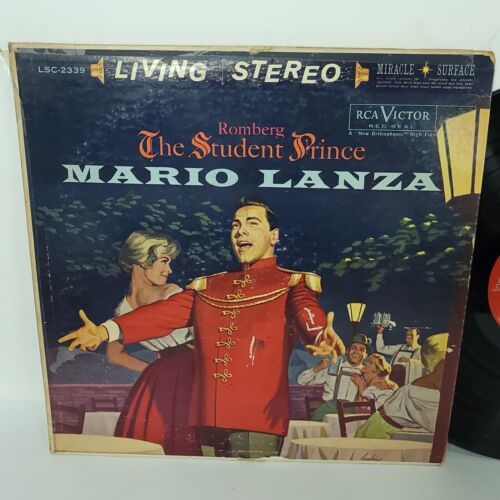 LSC-2339 LIVING STEREO MIRACLE SURFACE
RCA VICTOR
RED SEAL
A "New Orthophonic" High Fidelity
Romberg
The Student Prince
MARIO LANZA